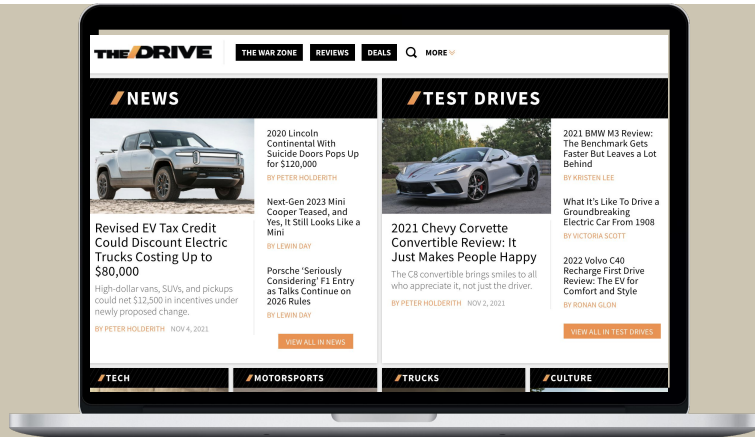 THE DRIVE
THE WAR ZONE
REVIEWS
DEALS
MORE
NEWS
Revised EV Tax Credit
Could Discount Electric
Trucks Costing Up to
$80,000
High-dollar vans, SUVs, and pickups
could net $12,500 in incentives under
newly proposed change.
BY PETER HOLDERITH NOV 4, 2021
2020 Lincoln
Continental With
Suicide Doors Pops Up
for $120,000
BY PETER HOLDERITH
Next-Gen 2023 Mini
Cooper Teased, and
Yes, It Still Looks Like a
Mini
BY LEWIN DAY
Porsche ‘Seriously
Considering’ F1 Entry
as Talks Continue on
2026 Rules
BY LEWIN DAY
VIEW ALL IN NEWS
TEST DRIVES
2021 Chevy Corvette
Convertible Review: It
Just Makes People Happy
The C8 convertible brings smiles to all
who appreciate it, not just the driver.
BY PETER HOLDERITH NOV 2, 2021
2021 BMW M3 Review:
The Benchmark Gets
Faster But Leaves a Lot
Behind
BY KRISTEN LEE
What It's Like To Drive a
Groundbreaking
Electric Car From 1908
BY VICTORIA SCOTT
2022 Volvo C40
Recharge First Drive
Review: The EV for
Comfort and Style
BY RONAN GLON
VIEW ALL IN TEST DRIVES
TECH
MOTORSPORTS
TRUCKS
CULTURE